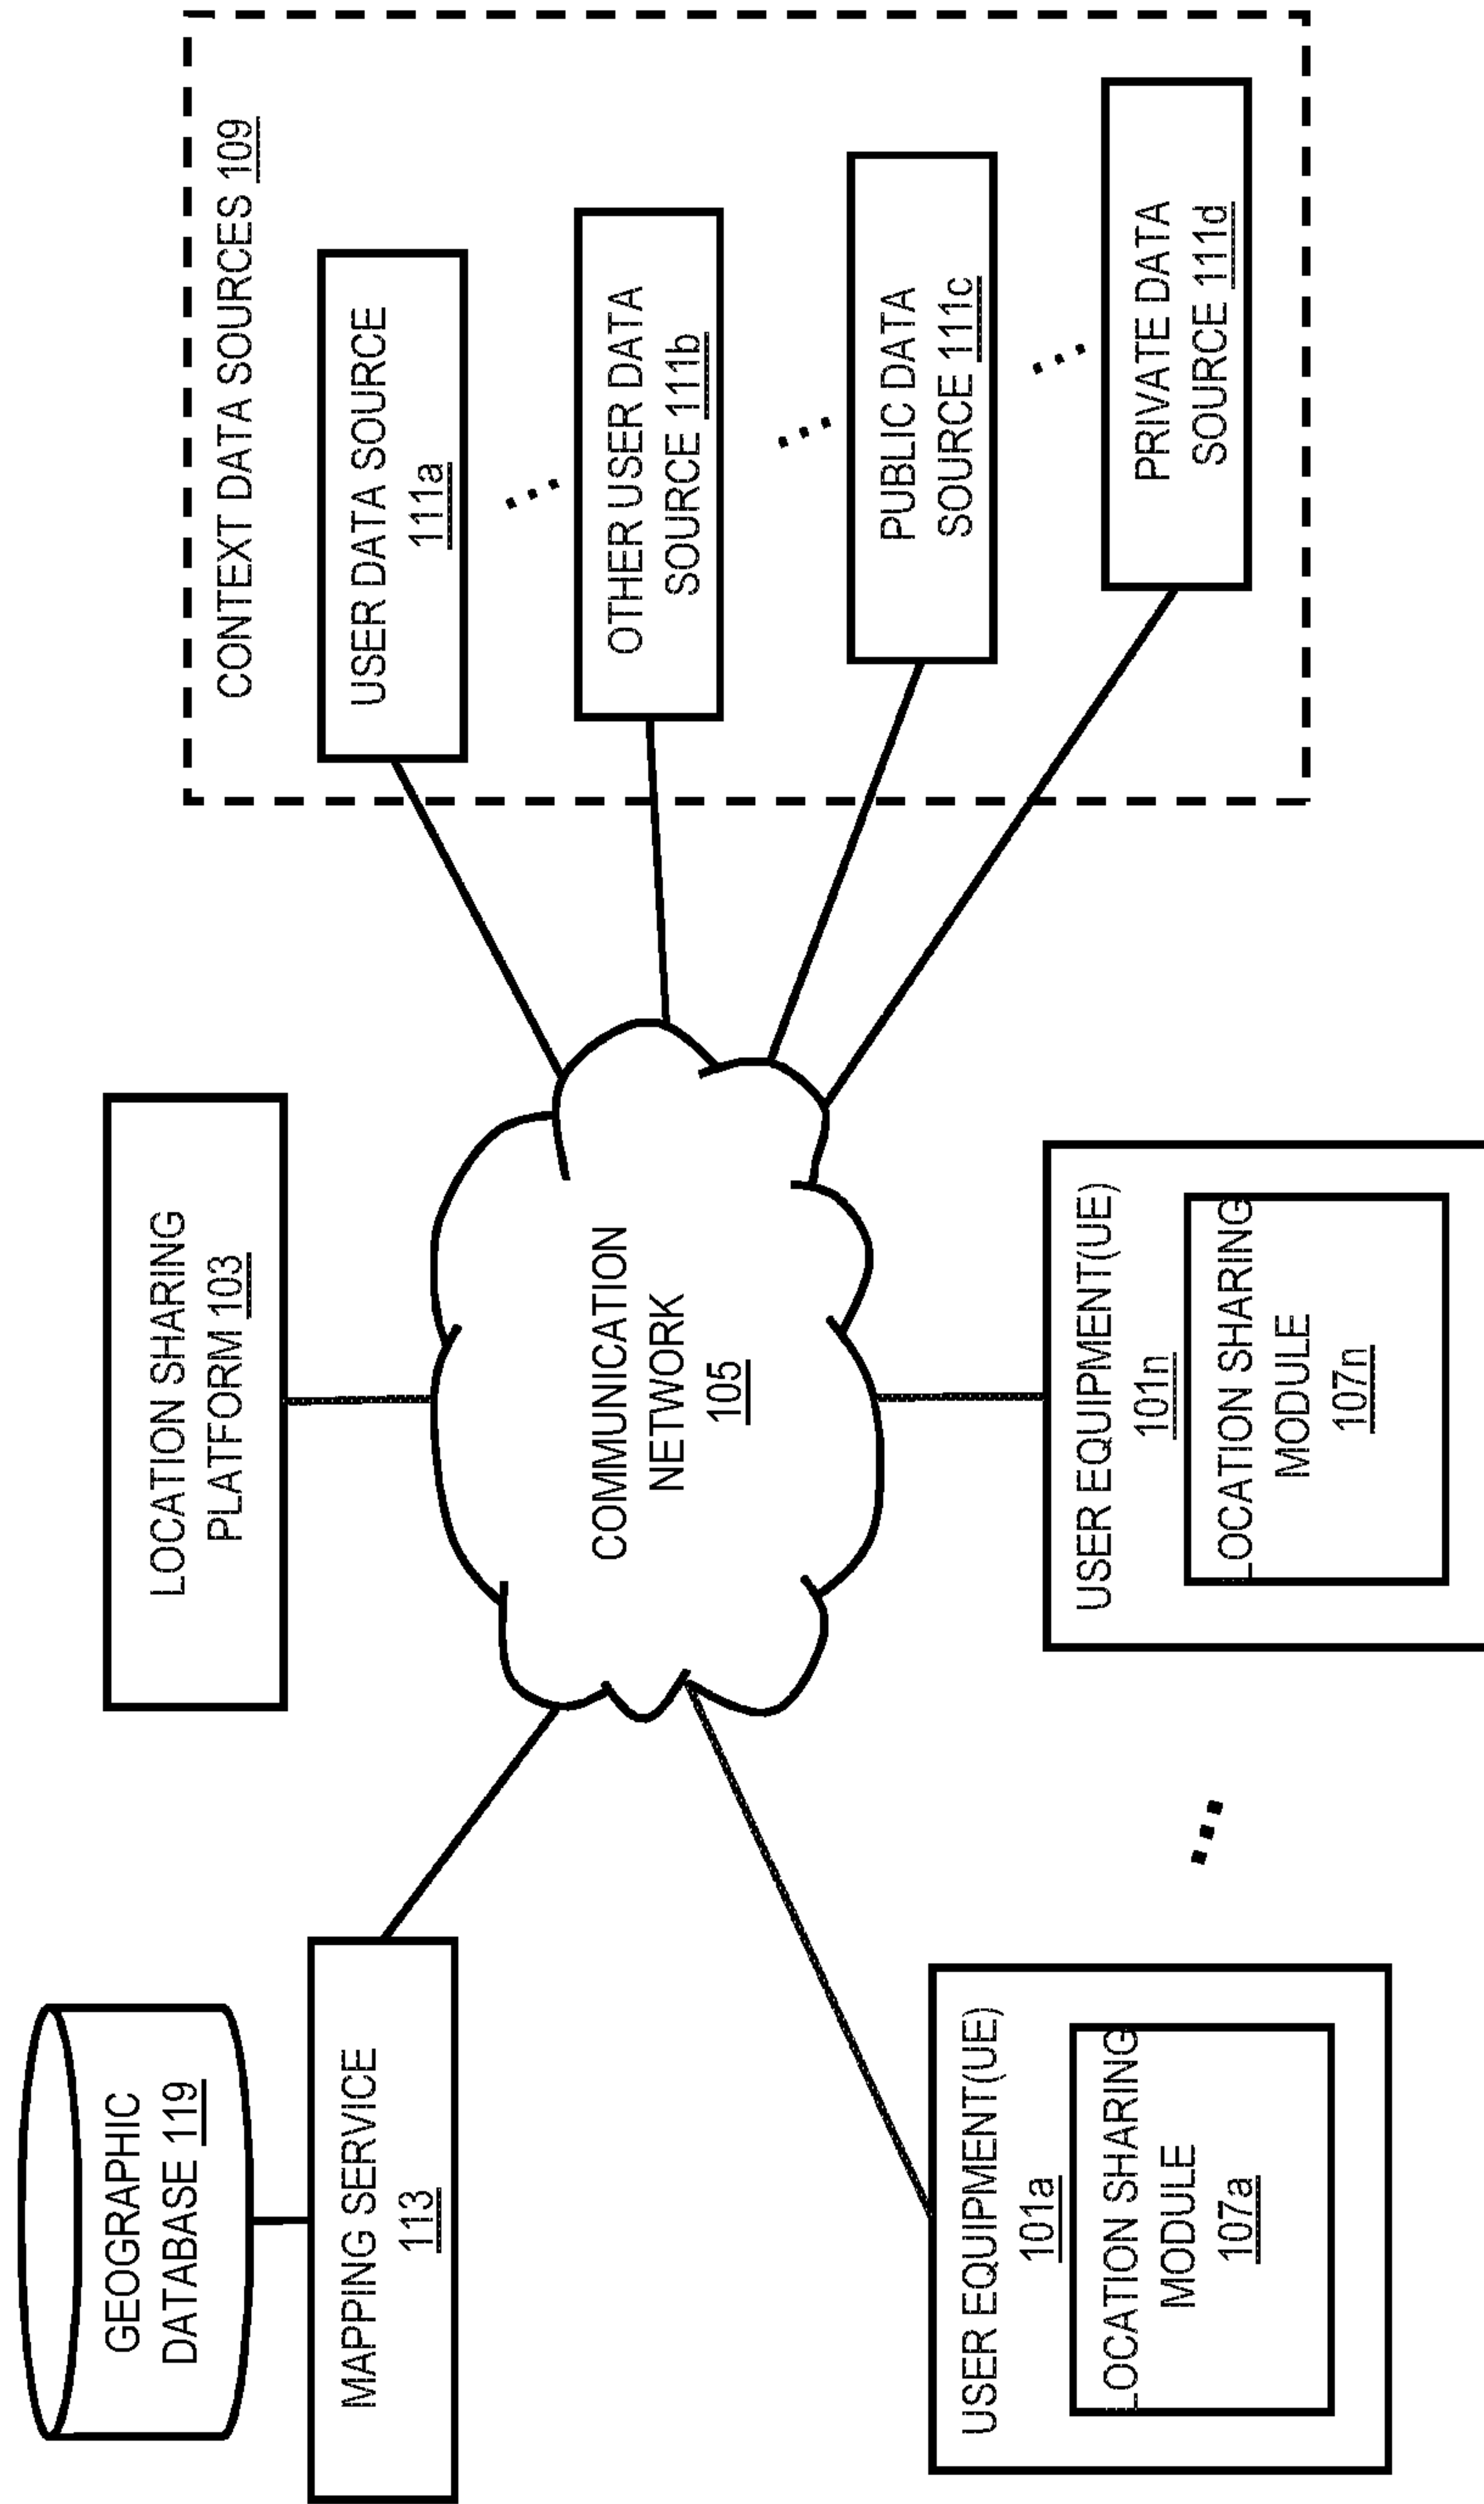 GEOGRAPHIC
DATABASE 119
MAPPING SERVICE
113
LOCATION SHARING
PLATFORM 103
CONTEXT DATA SOURCES 109
USER DATA SOURCE
111a
OTHER USER DATA
SOURCE 111b
PUBLIC DATA
SOURCE 111c
PRIVATE DATA
SOURCE 111d
COMMUNICATION
NETWORK
105
USER EQUIPMENT(UE)
101a
LOCATION SHARING
MODULE
107a
USER EQUIPMENT(UE)
101n
LOCATION SHARING
MODULE
107n